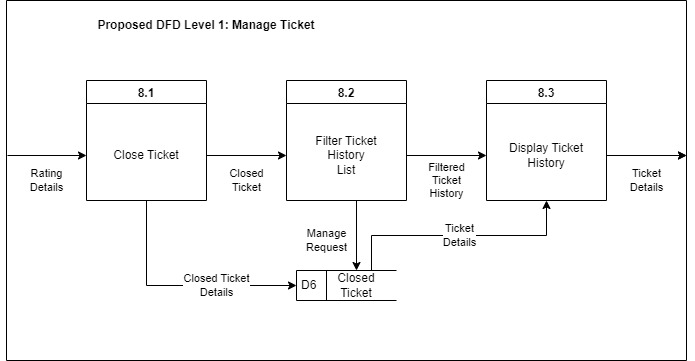 Proposed DFD Level 1: Manage Ticket
8.1
8.2
8.3
Close Ticket
Filter Ticket
History
List
Display Ticket
History
Rating
Details
Closed
Ticket
Filtered
Ticket
History
Ticket
Details
Manage
Request
Ticket
Details
Closed Ticket
Details
D6
Closed
Ticket